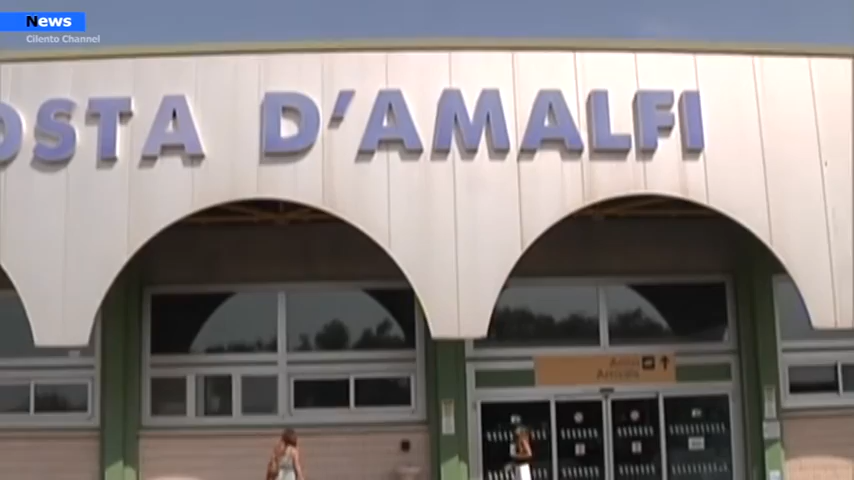 News
Cilento Channel
OSTA D'AMALFI
Arrivi
Arrivals